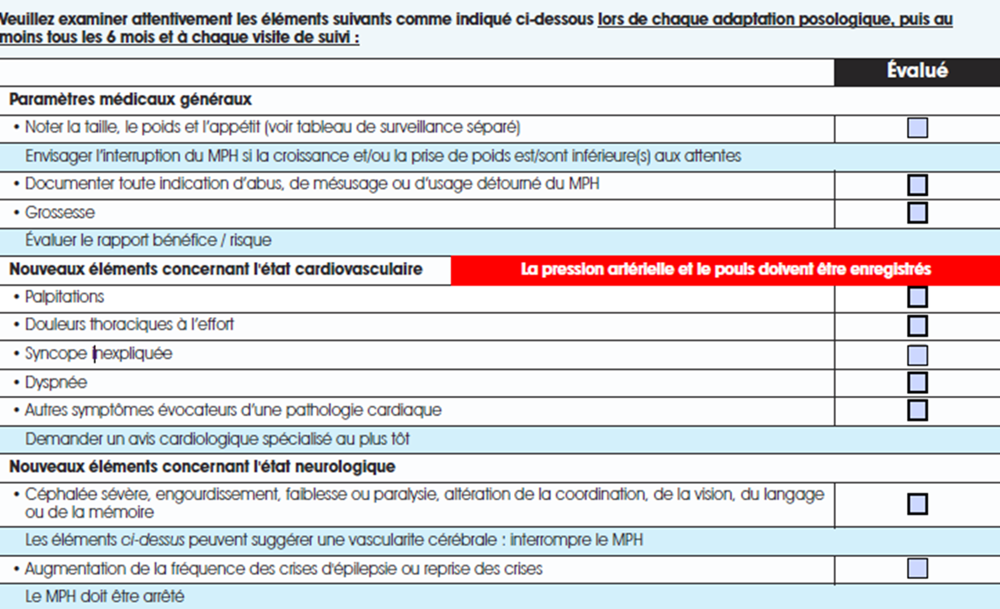 Veuillez examiner attentivement les éléments suivants comme indiqué ci-dessous lors de chaque adaptation posologique, puis au
moins tous les 6 mois et à chaque visite de suivi :
Évalué
Paramètres médicaux généraux
• Noter la taille, le poids et l'appétit (voir tableau de surveillance séparé)
Envisager l'interruption du MPH si la croissance et/ou la prise de poids est/sont inférieure(s) aux attentes
• Documenter toute indication d'abus, de mésusage ou d'usage détourné du MPH
• Grossesse
Évaluer le rapport bénéfice / risque
Nouveaux éléments concernant l'état cardiovasculaire
La pression artérielle et le pouls doivent être enregistrés
• Palpitations
• Douleurs thoraciques à l'effort
• Syncope inexpliquée
• Dyspnée
• Autres symptômes évocateurs d'une pathologie cardiaque
Demander un avis cardiologique spécialisé au plus tôt
Nouveaux éléments concernant l'état neurologique
• Céphalée sévère, engourdissement, faiblesse ou paralysie, altération de la coordination, de la vision, du langage
ou de la mémoire
Les éléments ci-dessus peuvent suggérer une vascularite cérébrale : interrompre le MPH
• Augmentation de la fréquence des crises d'épilepsie ou reprise des crises
Le MPH doit être arrêté